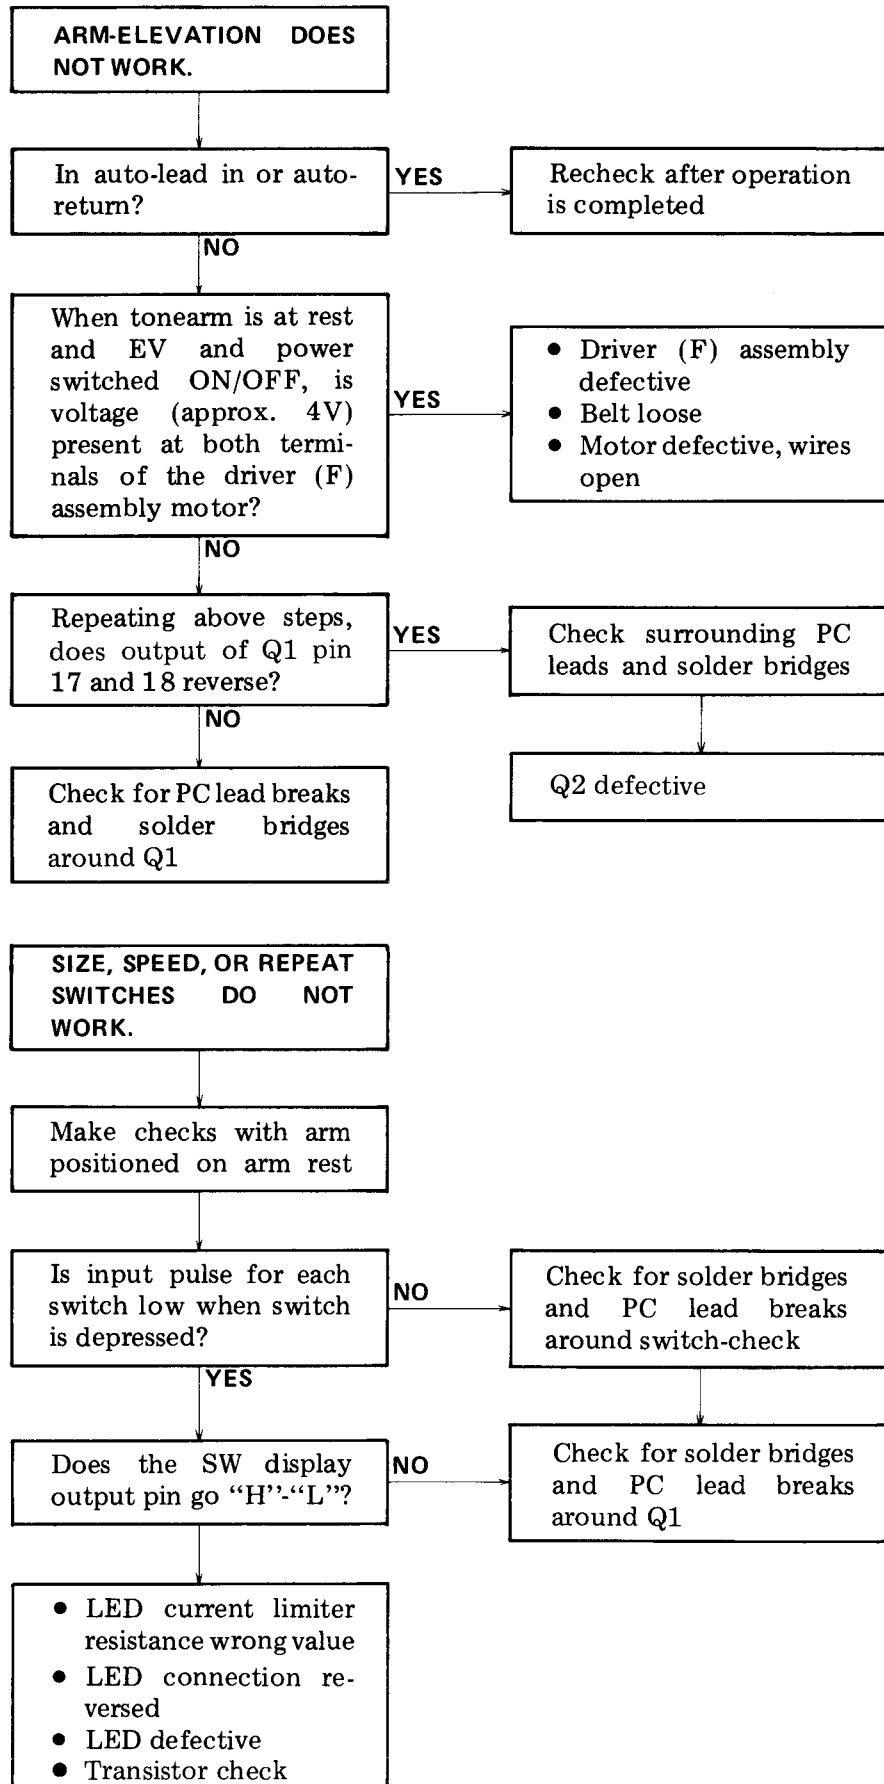 ARM-ELEVATION DOES
NOT WORK.
In auto-lead in or auto-
return?
YES
Recheck after operation
is completed
NO
When tonearm is at rest
and EV and power
switched ON/OFF, is
voltage (approx. 4V)
present at both termi-
nals of the driver (F)
assembly motor?
YES
● Driver (F) assembly
defective
● Belt loose
● Motor defective, wires
open
NO
Repeating above steps,
does output of Q1 pin
17 and 18 reverse?
YES
Check surrounding PC
leads and solder bridges
NO
Q2 defective
Check for PC lead breaks
and solder bridges
around Q1
SIZE, SPEED, OR REPEAT
SWITCHES DO NOT
WORK.
Make checks with arm
positioned on arm rest
Is input pulse for each
switch low when switch
is depressed?
NO
Check for solder bridges
and PC lead breaks
around switch-check
YES
Does the SW display
output pin go “H”-“L”?
NO
Check for solder bridges
and PC lead breaks
around Q1
● LED current limiter
resistance wrong value
● LED connection re-
versed
● LED defective
● Transistor check